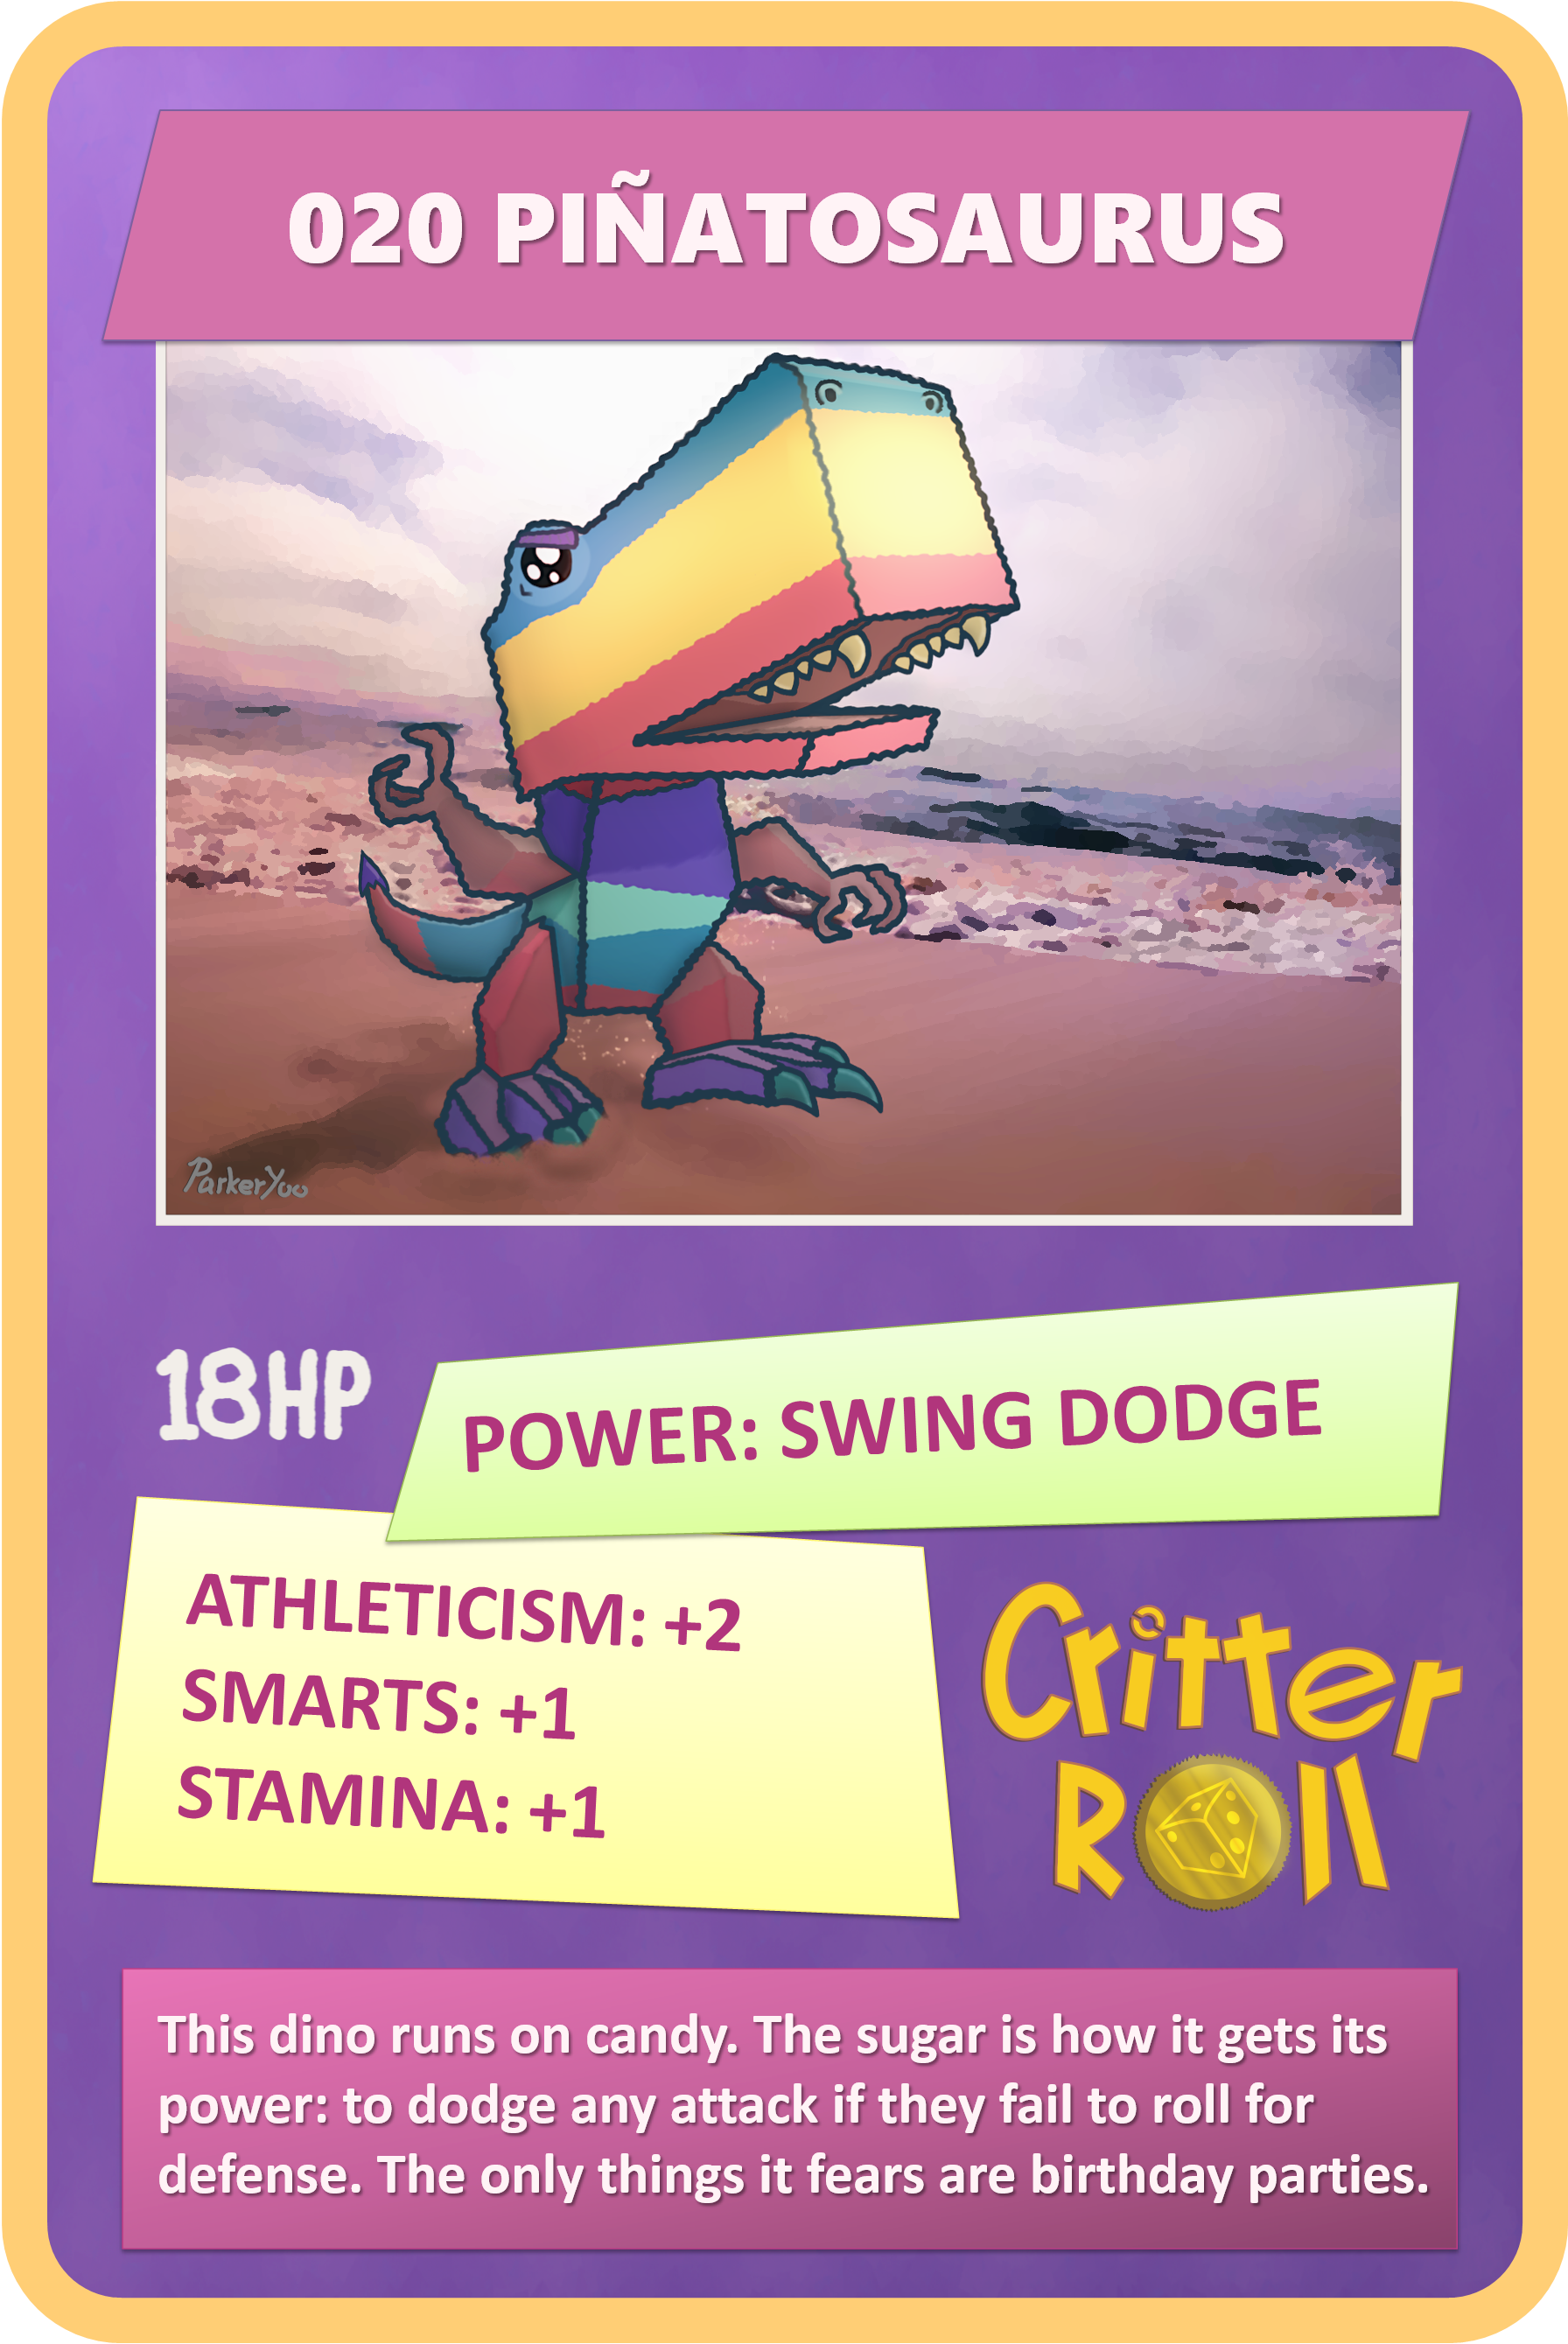 020 PIÑATOSAURUS
ParkerYoo
18HP
POWER: SWING DODGE
ATHLETICISM: +2
SMARTS: +1
STAMINA: +1
Critter
Roll
This dino runs on candy. The sugar is how it gets its
power: to dodge any attack if they fail to roll for
defense. The only things it fears are birthday parties.